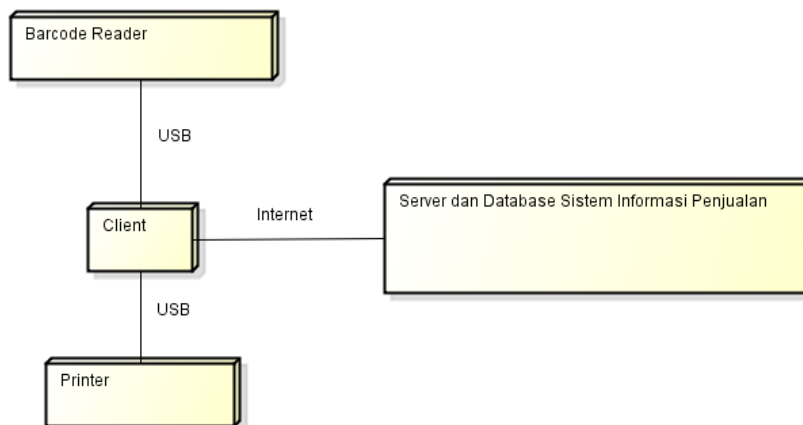 Barcode Reader
USB
Server dan Database Sistem Informasi Penjualan
Internet
Client
USB
Printer